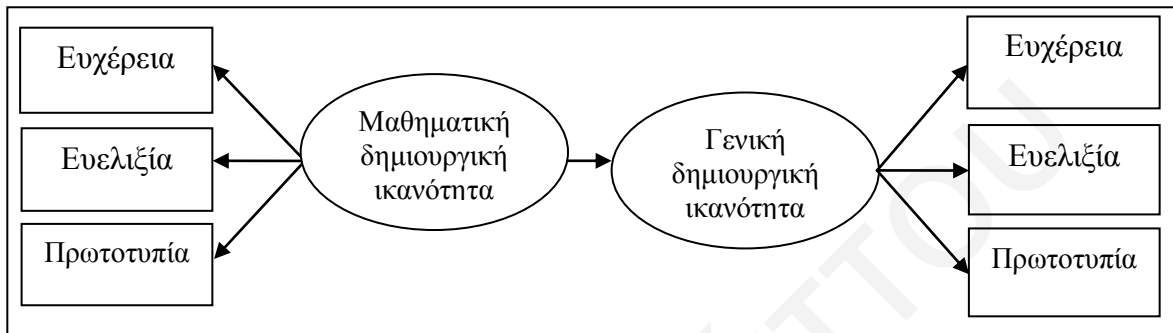 Ευχέρεια
Ευελιξία
Πρωτοτυπία
Μαθηματική
δημιουργική
ικανότητα
Γενική
δημιουργική
ικανότητα
Ευχέρεια
Ευελιξία
Πρωτοτυπία